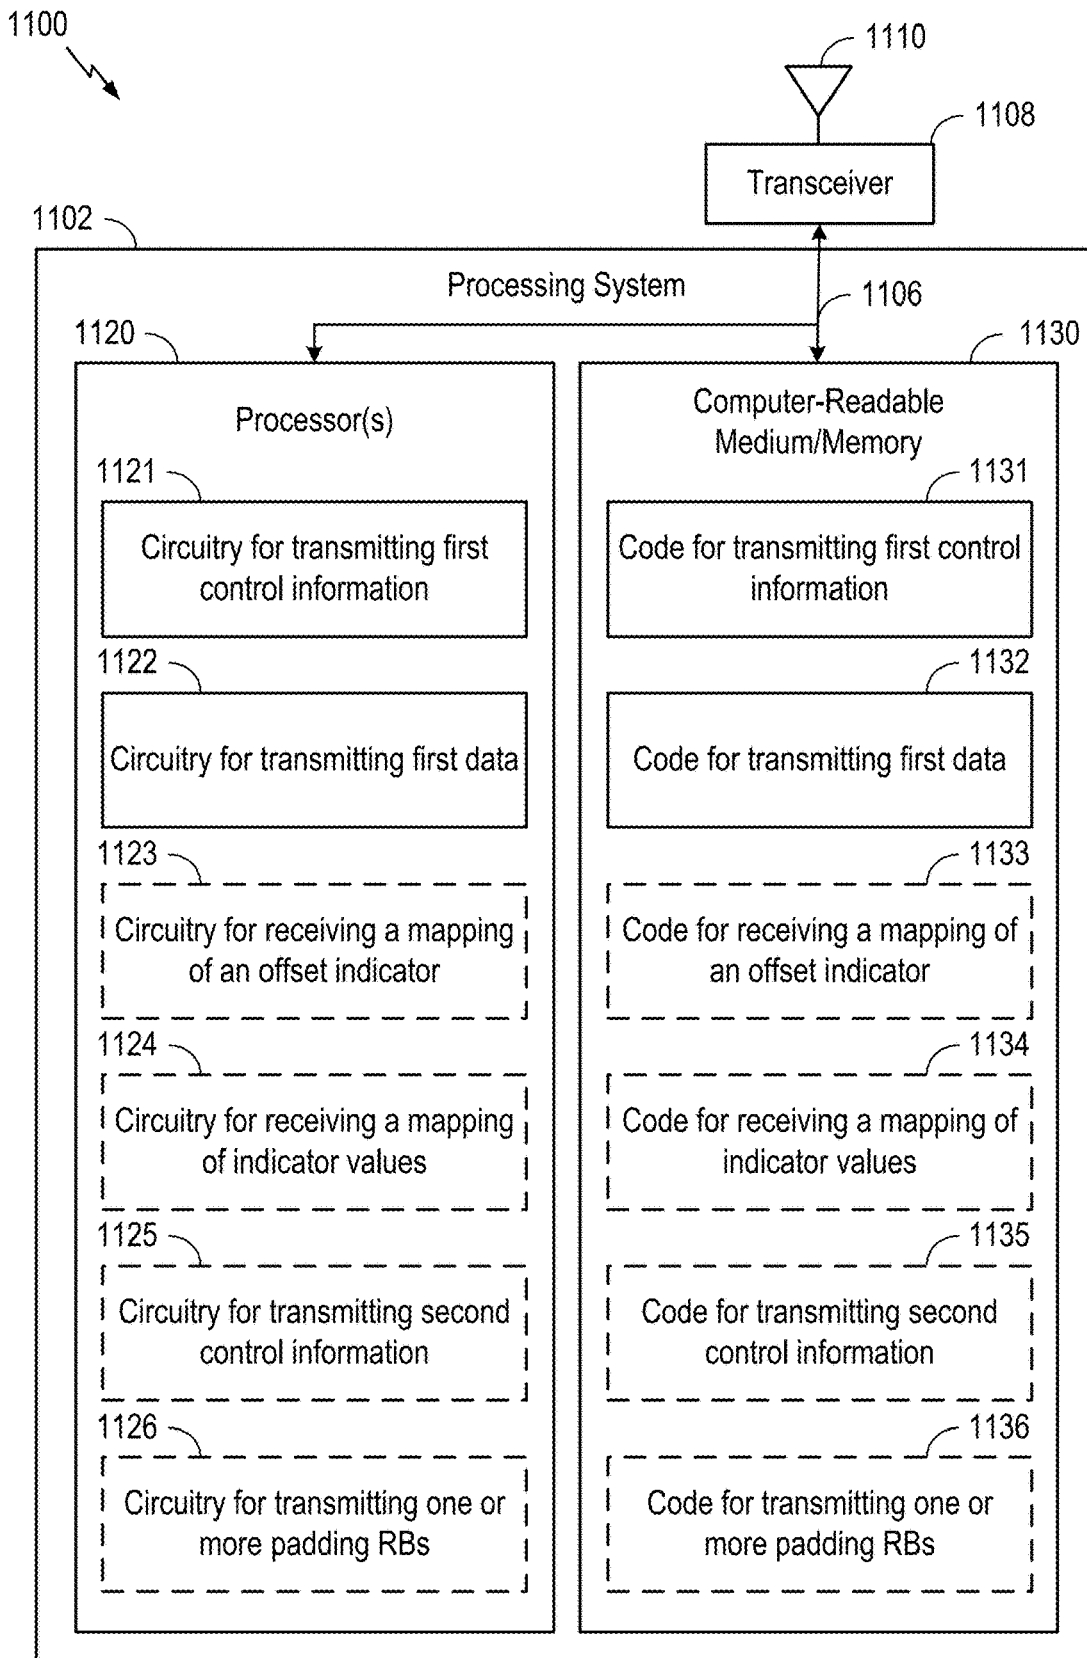 1100
1110
1108
Transceiver
1102
Processing System
1106
1120
1130
Processor(s)
Computer-Readable
Medium/Memory
1121
1131
Circuitry for transmitting first
control information
Code for transmitting first control
information
1122
1132
Circuitry for transmitting first data
Code for transmitting first data
1123
1133
Circuitry for receiving a mapping
of an offset indicator
Code for receiving a mapping of
an offset indicator
1124
1134
Circuitry for receiving a mapping
of indicator values
Code for receiving a mapping of
indicator values
1125
1135
Circuitry for transmitting second
control information
Code for transmitting second
control information
1126
1136
Circuitry for transmitting one or
more padding RBs
Code for transmitting one or
more padding RBs